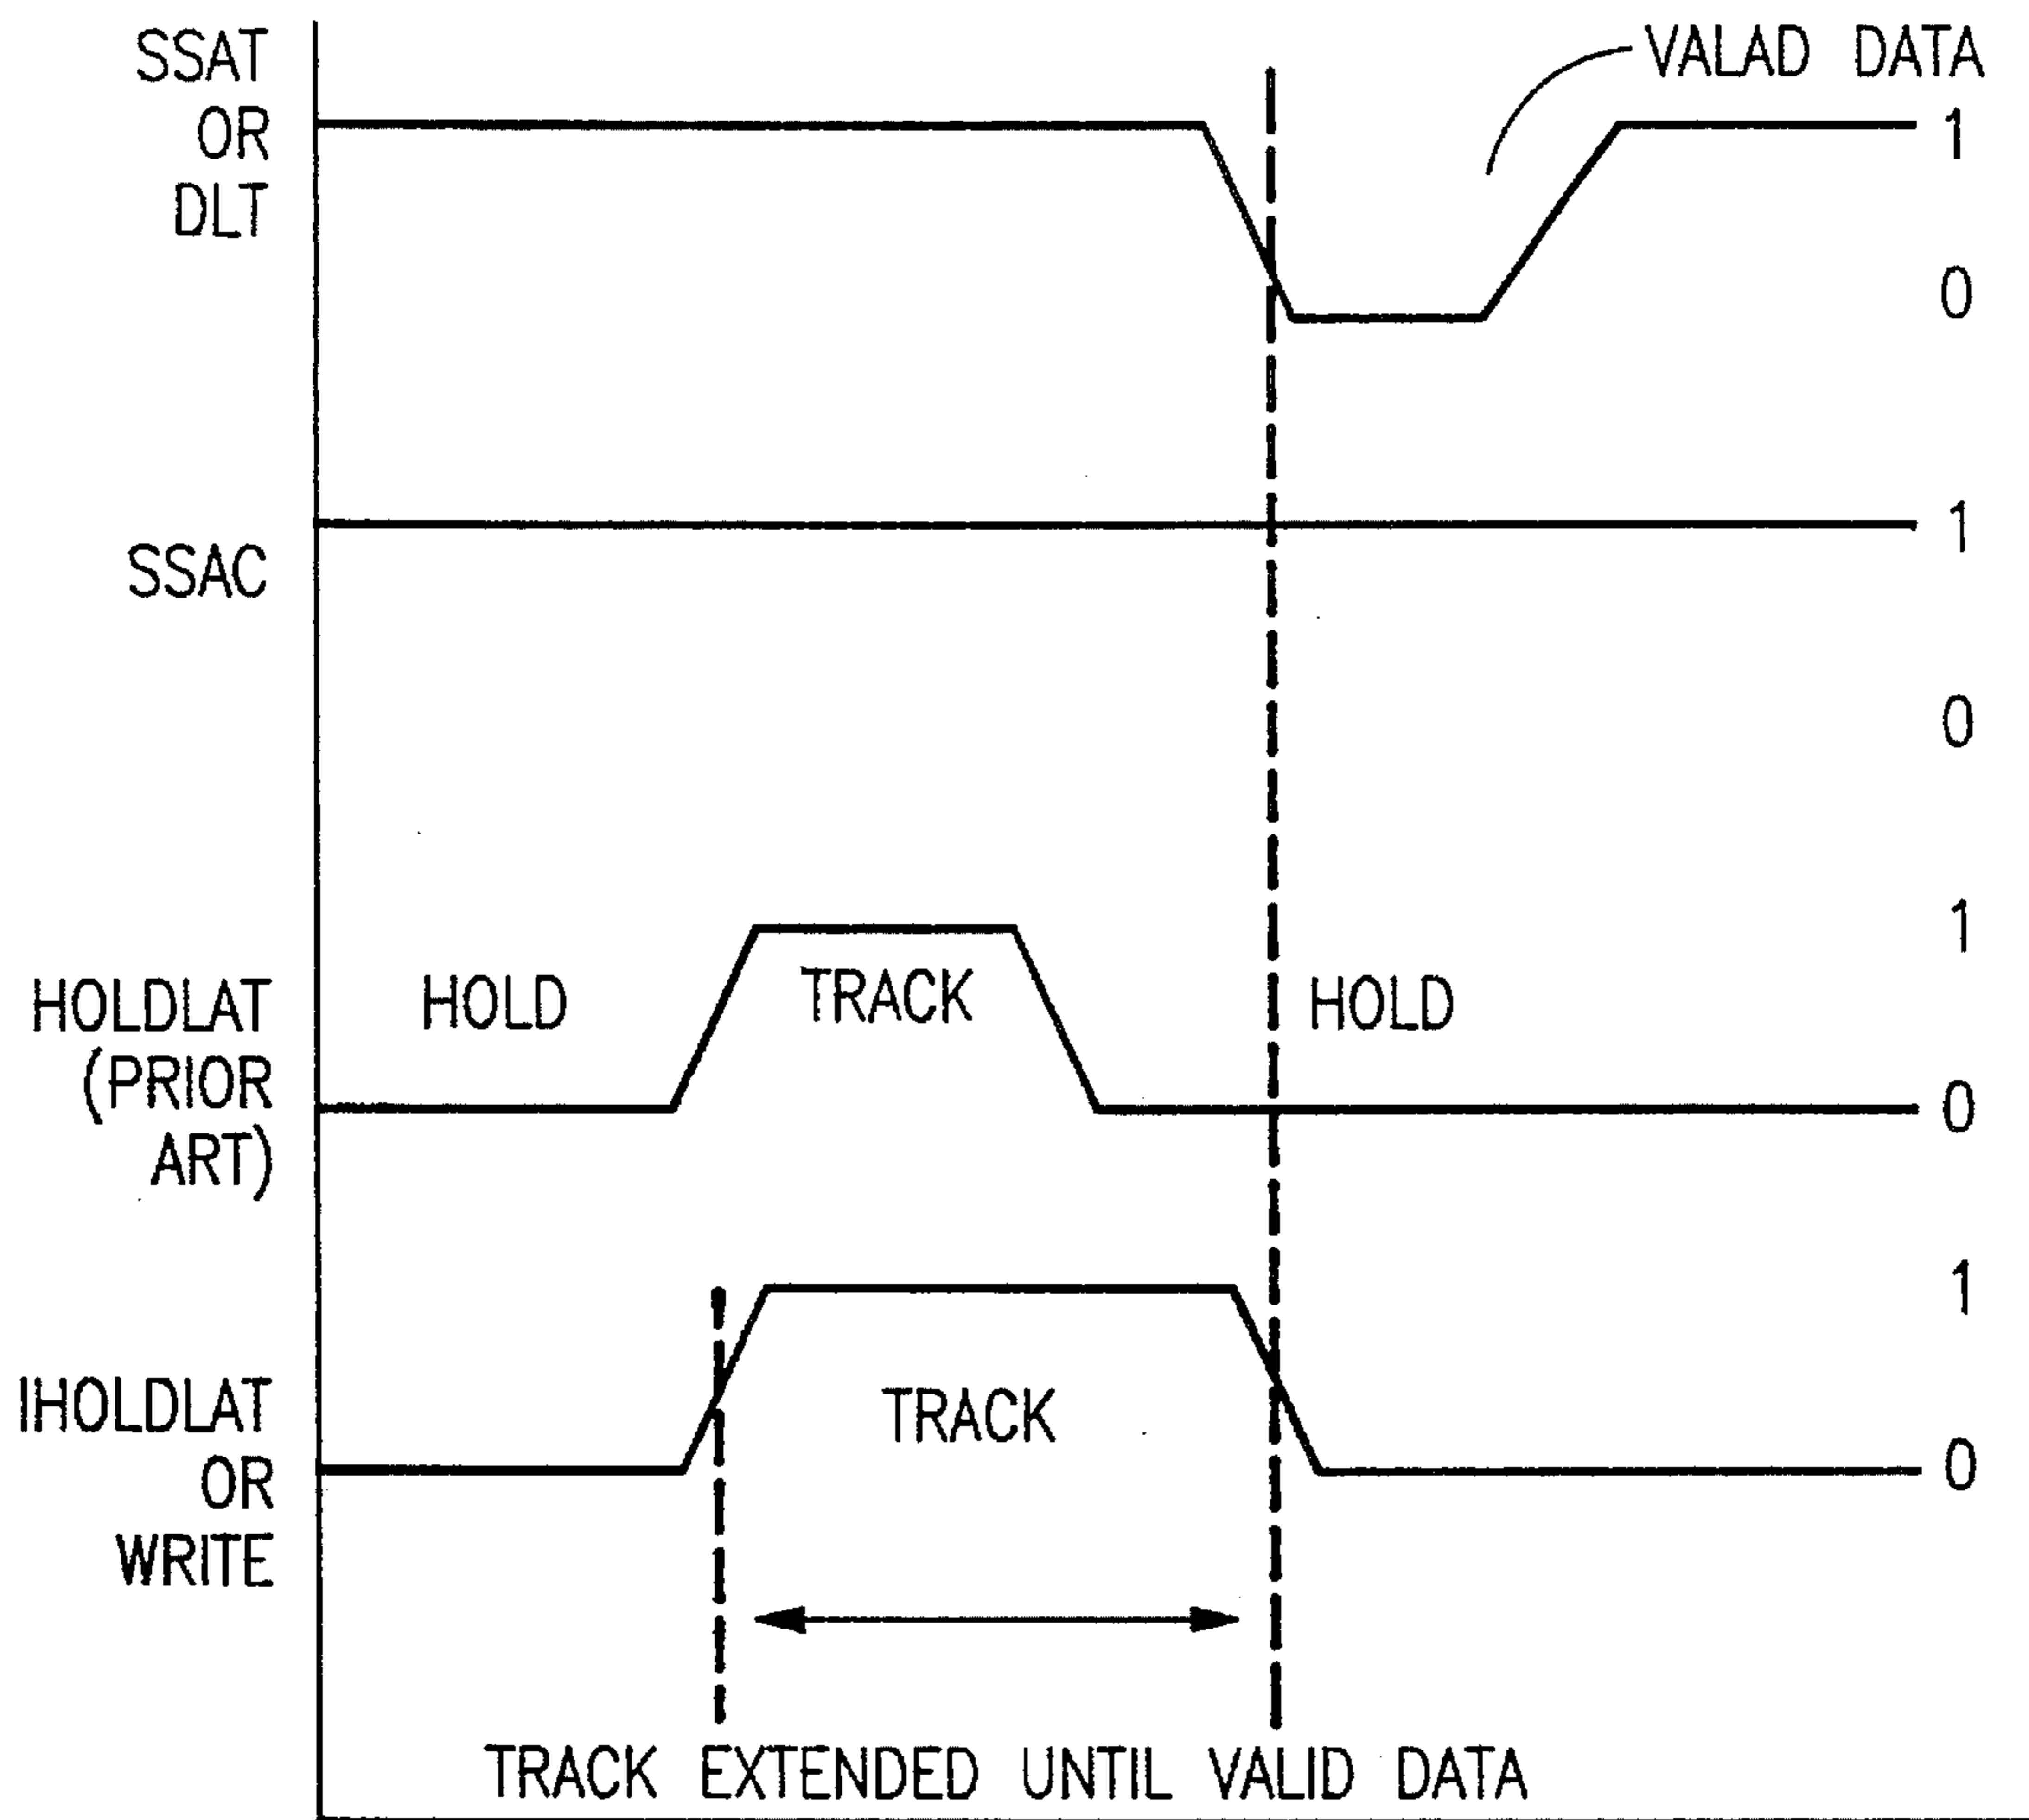 SSAT
OR
DLT
VALAD DATA
1
0
SSAC
1
0
HOLDLAT
(PRIOR
ART)
HOLD
TRACK
HOLD
1
0
IHOLDLAT
OR
WRITE
TRACK
1
0
TRACK EXTENDED UNTIL VALID DATA